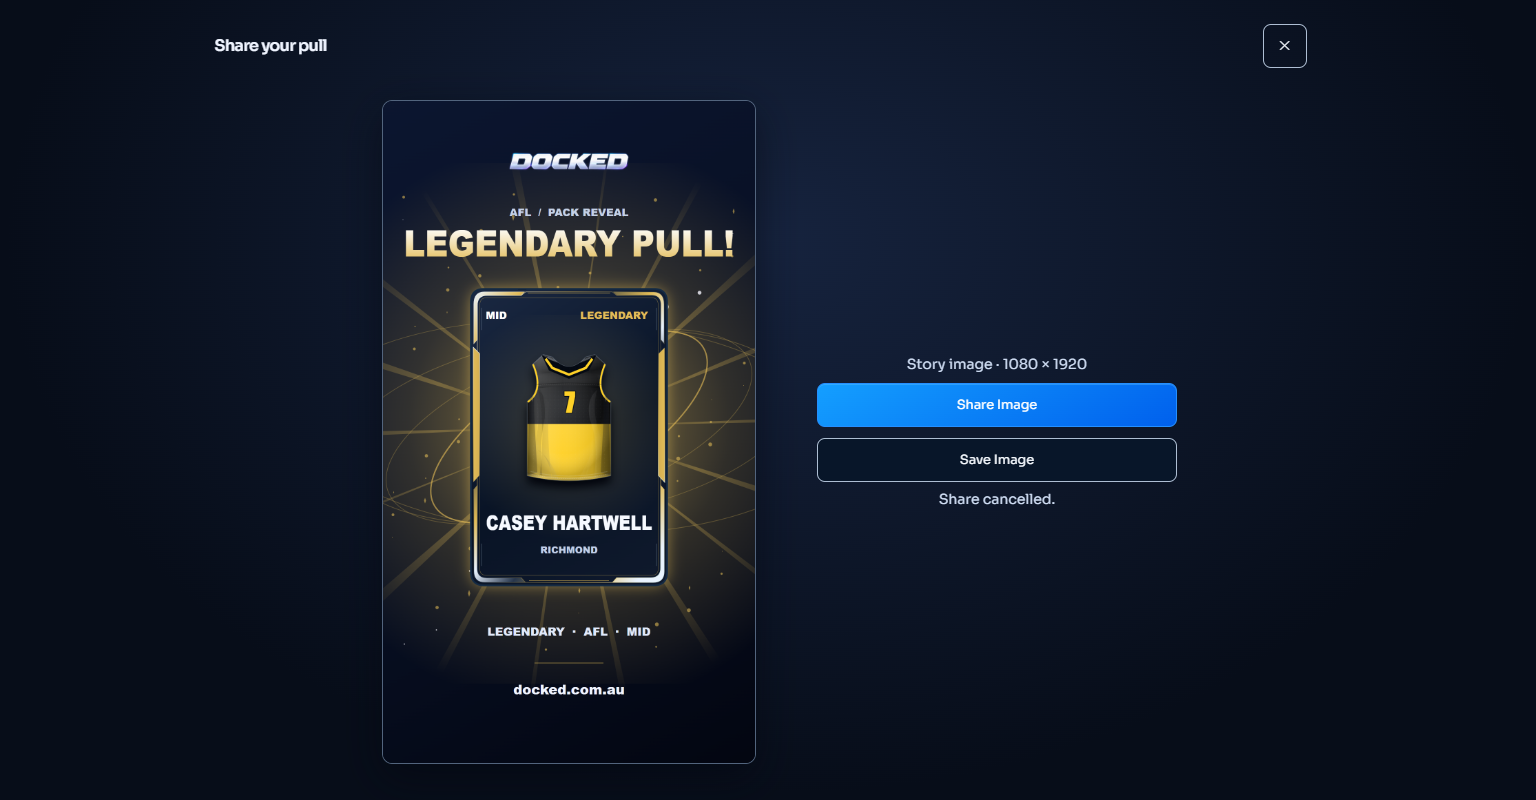 Share your pull
×
DOCKED
AFL / PACK REVEAL
LEGENDARY PULL!
MID LEGENDARY
7
CASEY HARTWELL
RICHMOND
LEGENDARY · AFL · MID
docked.com.au
Story image · 1080 × 1920
Share Image
Save Image
Share cancelled.